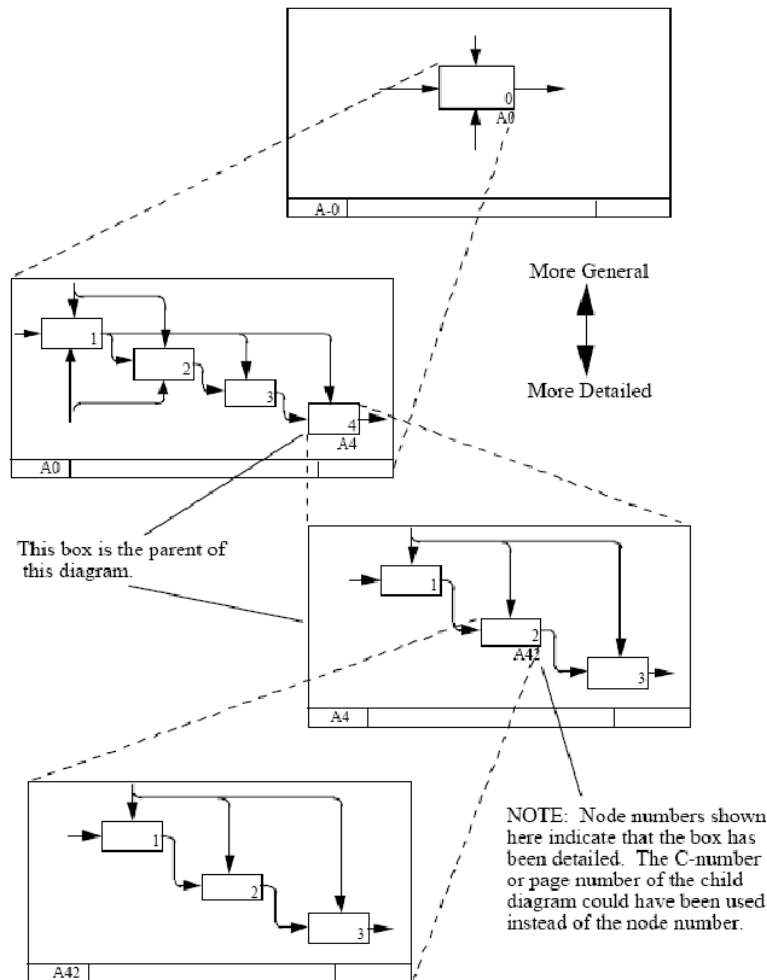 0
A0
A-0
More General
More Detailed
1
2
3
4
A4
A0
This box is the parent of
this diagram.
1
2
A42
3
A4
1
2
3
A42
NOTE: Node numbers shown
here indicate that the box has
been detailed. The C-number
or page number of the child
diagram could have been used
instead of the node number.